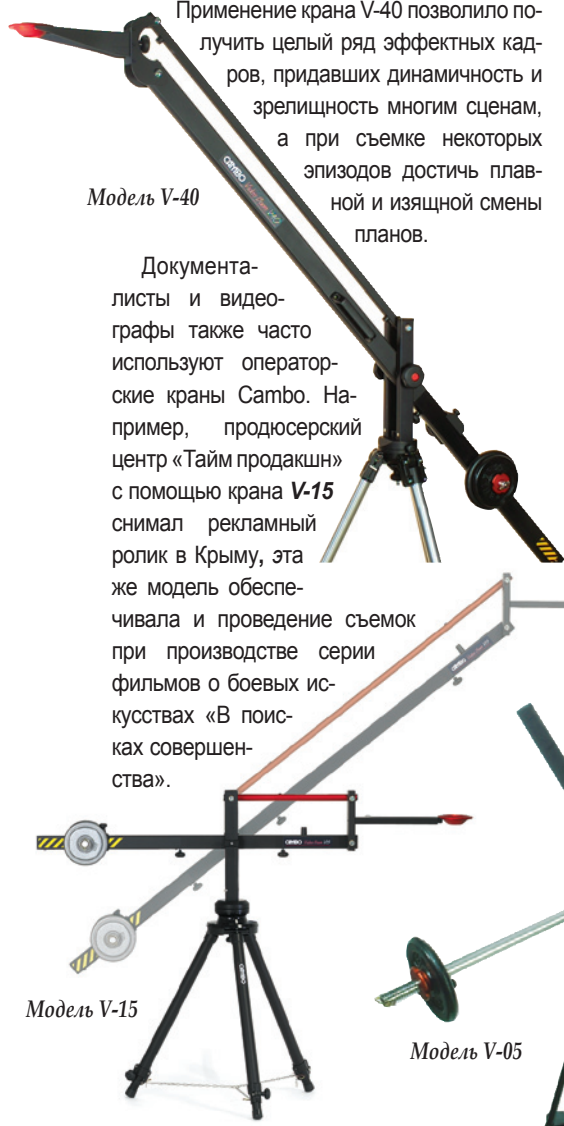 Применение крана V-40 позволило по-
лучить целый ряд эффектных кад-
ров, придавших динамичность и
зрелищность многим сценам,
а при съемке некоторых
эпизодов достичь плав-
ной и изящной смены
планов.
Модель V-40
CAMBO
Документа-
листы и видео-
графы также часто
используют оператор-
ские краны Cambo. На-
пример, продюсерский
центр «Тайм продакшн»
с помощью крана V-15
снимал рекламный
ролик в Крыму, эта
же модель обеспе-
чивала и проведение съемок
при производстве серии
фильмов о боевых ис-
кусствах «В поис-
ках совершен-
ства».
CAMBO
CAMBO
Модель V-15
Модель V-05